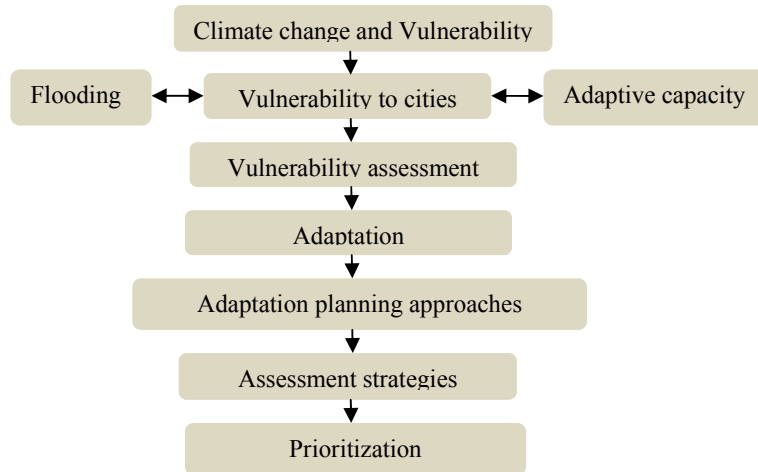 Climate change and Vulnerability
Flooding
Vulnerability to cities
Adaptive capacity
Vulnerability assessment
Adaptation
Adaptation planning approaches
Assessment strategies
Prioritization